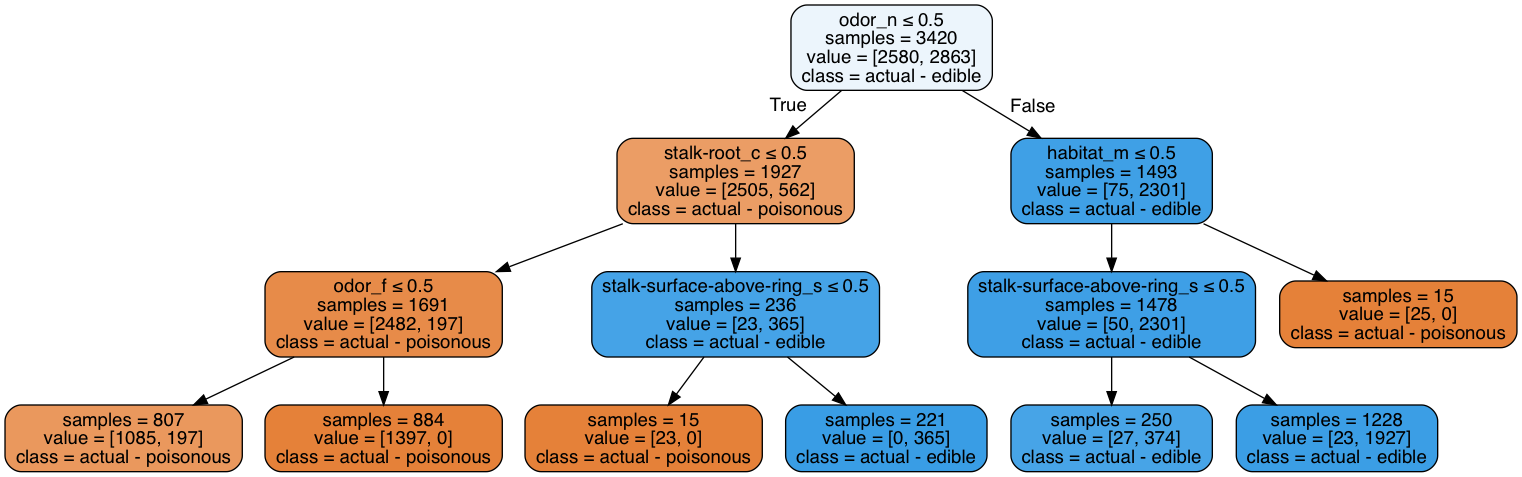 odor_n ≤ 0.5
samples = 3420
value = [2580, 2863]
class = actual - edible
True
False
stalk-root_c ≤ 0.5
samples = 1927
value = [2505, 562]
class = actual - poisonous
habitat_m ≤ 0.5
samples = 1493
value = [75, 2301]
class = actual - edible
odor_f ≤ 0.5
samples = 1691
value = [2482, 197]
class = actual - poisonous
stalk-surface-above-ring_s ≤ 0.5
samples = 236
value = [23, 365]
class = actual - edible
stalk-surface-above-ring_s ≤ 0.5
samples = 1478
value = [50, 2301]
class = actual - edible
samples = 15
value = [25, 0]
class = actual - poisonous
samples = 807
value = [1085, 197]
class = actual - poisonous
samples = 884
value = [1397, 0]
class = actual - poisonous
samples = 15
value = [23, 0]
class = actual - poisonous
samples = 221
value = [0, 365]
class = actual - edible
samples = 250
value = [27, 374]
class = actual - edible
samples = 1228
value = [23, 1927]
class = actual - edible